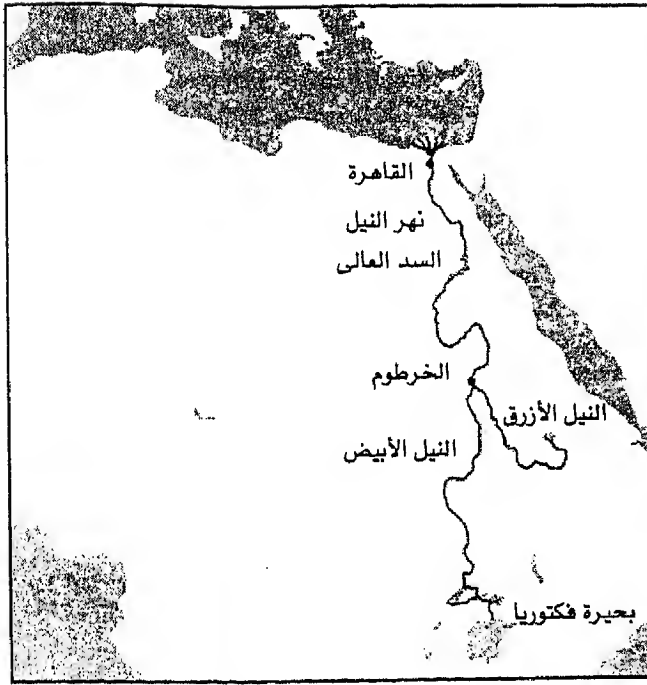 القاهرة
نهر النيل
السد العالى
الخرطوم
النيل الأزرق
النيل الأبيض
بحيرة فكتوريا